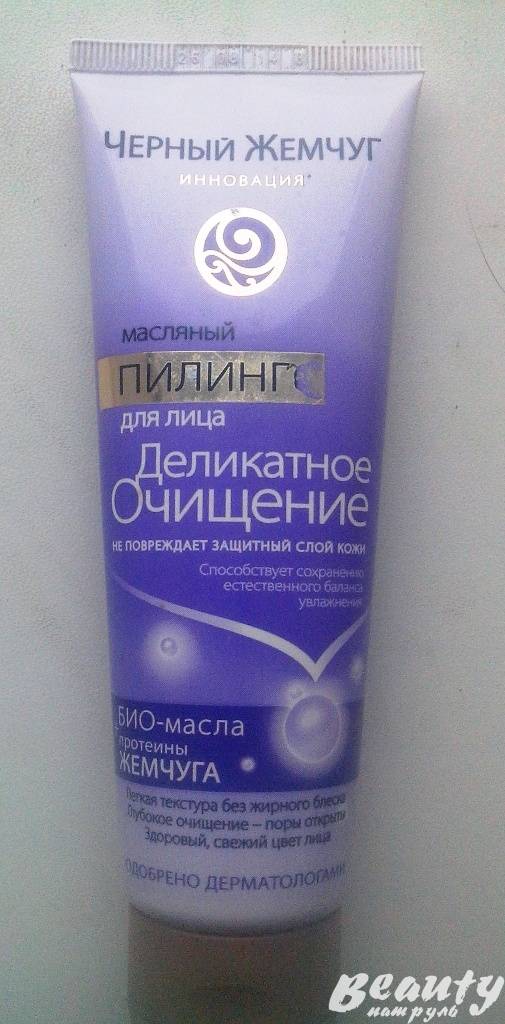 ЧЕРНЫЙ ЖЕМЧУГ
ИННОВАЦИЯ*
масляный
ПИЛИНГ
для лица
Деликатное
Очищение
НЕ ПОВРЕЖДАЕТ ЗАЩИТНЫЙ СЛОЙ КОЖИ
Способствует сохранению
естественного баланса
увлажнения
БИО-масла
протеины
ЖЕМЧУГА
Легкая текстура без жирного блеска
Глубокое очищение – поры открыты
Здоровый, свежий цвет лица
ОДОБРЕНО ДЕРМАТОЛОГАМИ
Beauty
патруль